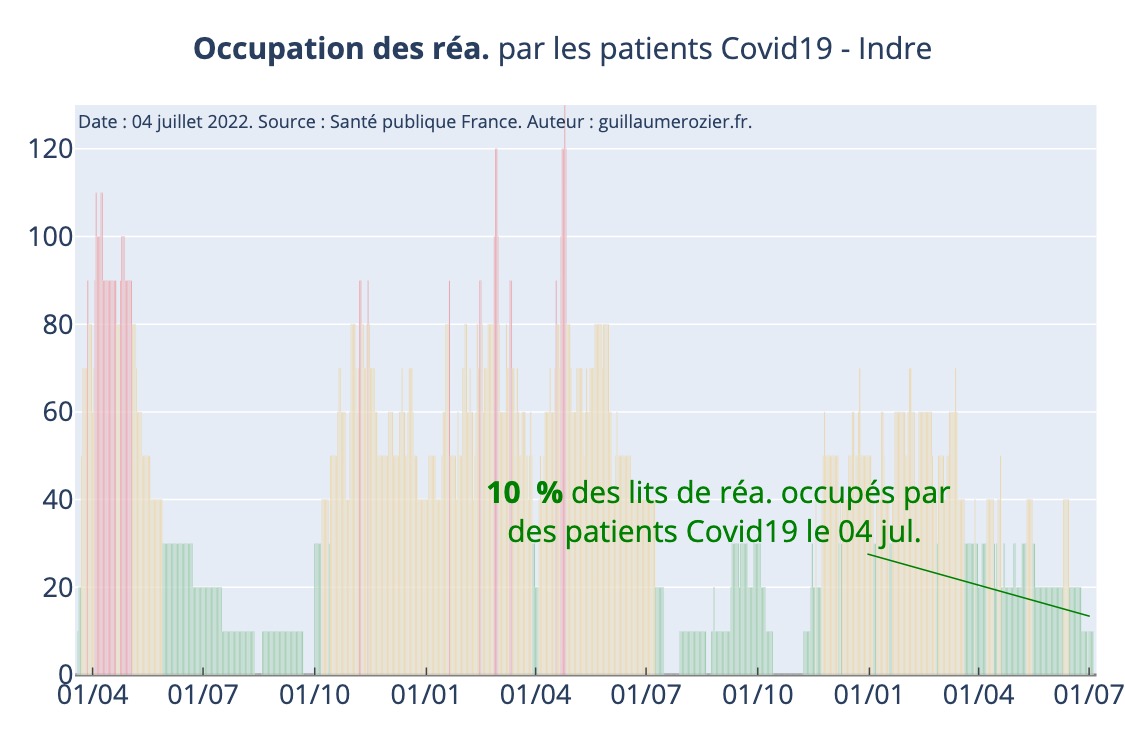 Occupation des réa. par les patients Covid19 - Indre
Date : 04 juillet 2022. Source : Santé publique France. Auteur : guillaumerozier.fr.
120
100
80
60
40
20
0
10  % des lits de réa. occupés par
des patients Covid19 le 04 jul.
01/04 01/07 01/10 01/01 01/04 01/07 01/10 01/01 01/04 01/07